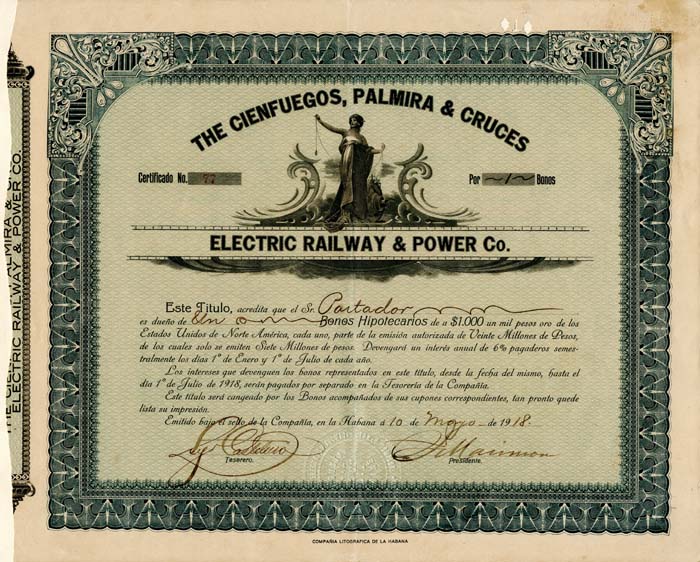 THE CIENFUEGOS, PALMIRA & CRUCES
Certificado No. 77
Por 1 Bonos
ELECTRIC RAILWAY & POWER Co.
Este Titulo, acredita que el Sr. Portador
es dueño de Un Bonos Hipotecarios de a $1.000 un mil pesos oro de los
Estados Unidos de Norte América, cada uno, parte de la emisión autorizada de Veinte Millones de Pesos,
de los cuales solo se emiten Siete Millones de pesos. Devengará un interés anual de 6% pagaderos semes-
tralmente los días 1º de Enero y 1º de Julio de cada año.
Los intereses que devenguen los bonos representados en este título, desde la fecha del mismo, hasta el
día 1º de Julio de 1918, serán pagados por separado en la Tesorería de la Compañía.
Este título será cangeado por los Bonos acompañados de sus cupones correspondientes, tan pronto quede
lista su impresión.
Emitido bajo el sello de la Compañía, en la Habana á 10 de Mayo de 1918.
Tesorero.
Presidente.
COMPAÑIA LITOGRAFICA DE LA HABANA
ELECTRIC RAILWAY & POWER CO.